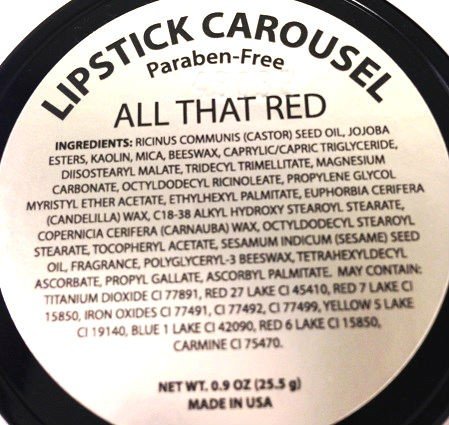 LIPSTICK CAROUSEL
Paraben-Free
ALL THAT RED
INGREDIENTS: RICINUS COMMUNIS (CASTOR) SEED OIL, JOJOBA
ESTERS, KAOLIN, MICA, BEESWAX, CAPRYLIC/CAPRIC TRIGLYCERIDE,
DIISOSTEARYL MALATE, TRIDECYL TRIMELLITATE, MAGNESIUM
CARBONATE, OCTYLDODECYL RICINOLEATE, PROPYLENE GLYCOL
MYRISTYL ETHER ACETATE, ETHYLHEXYL PALMITATE, EUPHORBIA CERIFERA
(CANDELILLA) WAX, C18-38 ALKYL HYDROXY STEAROYL STEARATE,
COPERNICIA CERIFERA (CARNAUBA) WAX, OCTYLDODECYL STEAROYL
STEARATE, TOCOPHERYL ACETATE, SESAMUM INDICUM (SESAME) SEED
OIL, FRAGRANCE, POLYGLYCERYL-3 BEESWAX, TETRAHEXYLDECYL
ASCORBATE, PROPYL GALLATE, ASCORBYL PALMITATE. MAY CONTAIN:
TITANIUM DIOXIDE CI 77891, RED 27 LAKE CI 45410, RED 7 LAKE CI
15850, IRON OXIDES CI 77491, CI 77492, CI 77499, YELLOW 5 LAKE
CI 19140, BLUE 1 LAKE CI 42090, RED 6 LAKE CI 15850,
CARMINE CI 75470.
NET WT. 0.9 OZ (25.5 g)
MADE IN USA